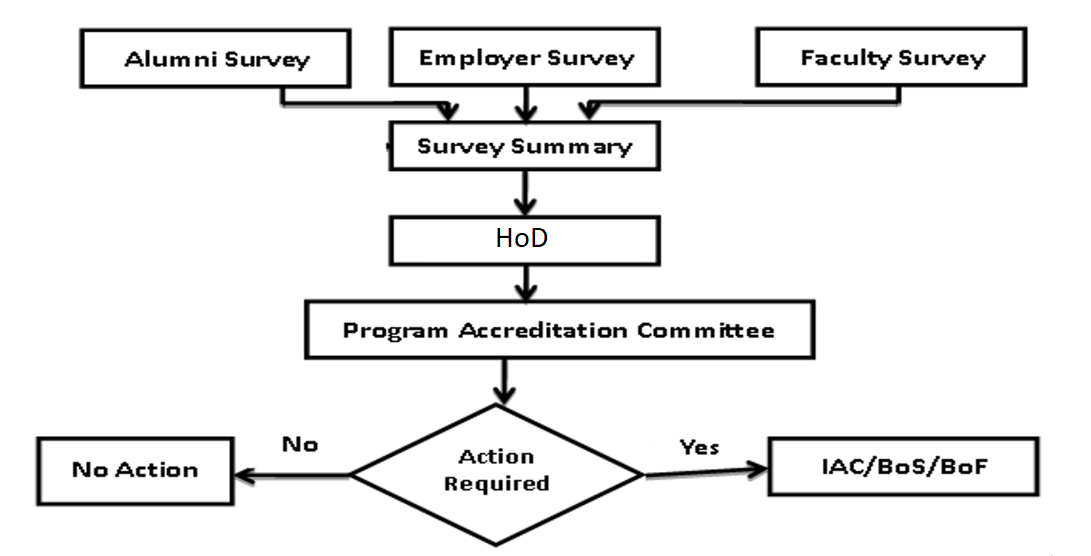 Alumni Survey
Employer Survey
Faculty Survey
Survey Summary
HoD
Program Accreditation Committee
No
Yes
No Action
Action
Required
IAC/BoS/BoF